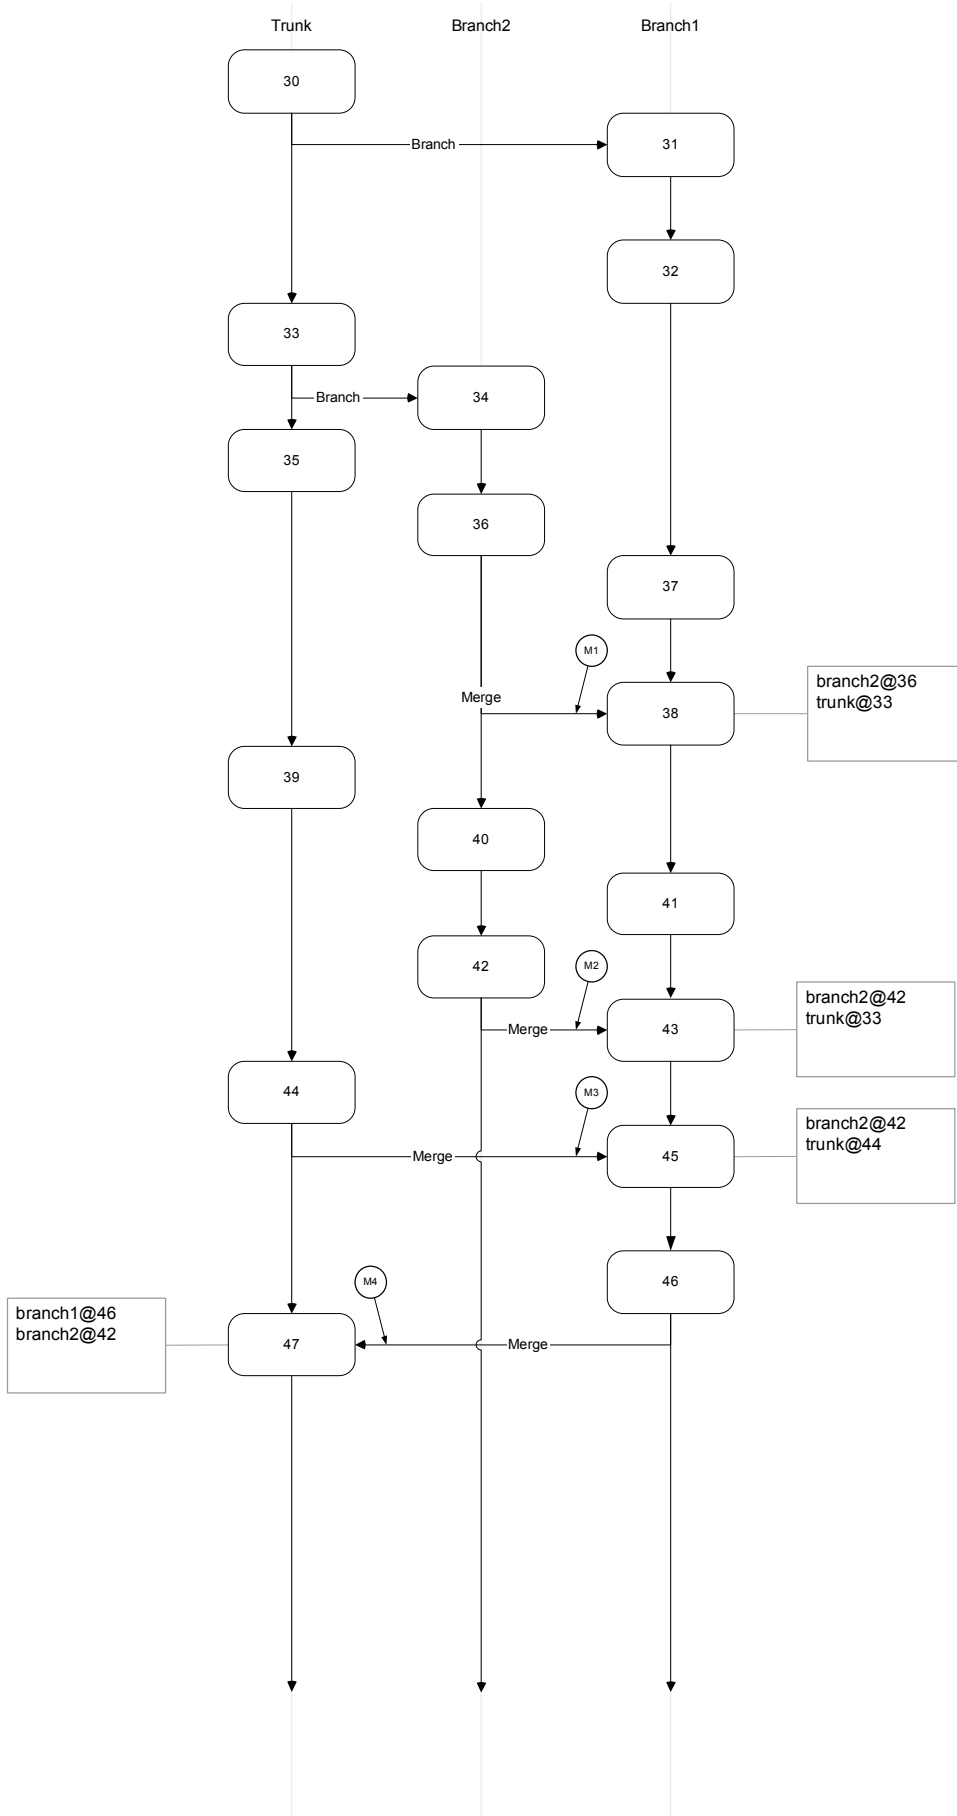 Trunk
Branch2
Branch1
30
Branch
31
32
33
Branch
34
35
36
37
M1
Merge
38
branch2@36
trunk@33
39
40
41
42
M2
Merge
43
branch2@42
trunk@33
44
M3
Merge
45
branch2@42
trunk@44
46
M4
branch1@46
branch2@42
47
Merge